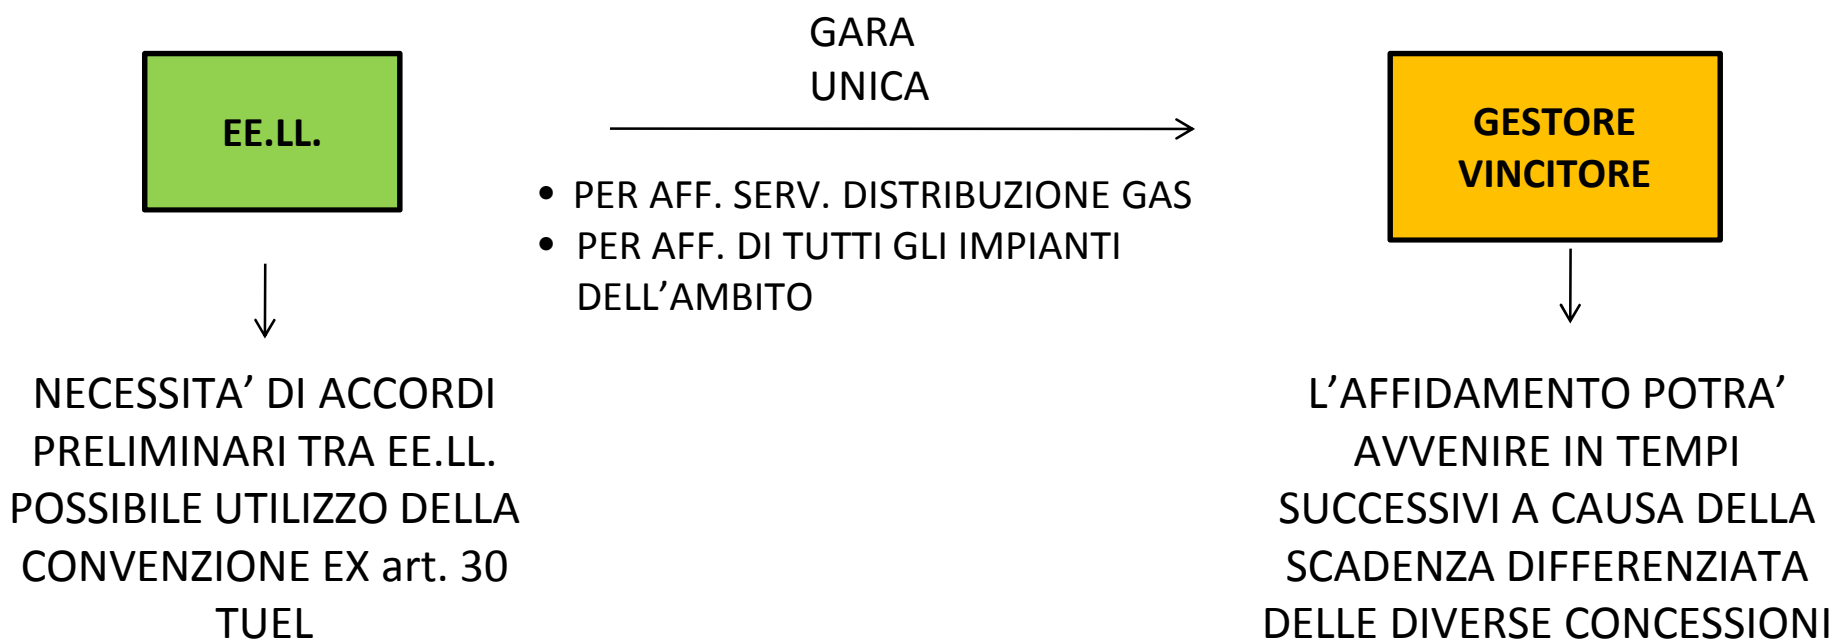 EE.LL.
GARA
UNICA
GESTORE
VINCITORE
• PER AFF. SERV. DISTRIBUZIONE GAS
• PER AFF. DI TUTTI GLI IMPIANTI
DELL’AMBITO
NECESSITA’ DI ACCORDI
PRELIMINARI TRA EE.LL.
POSSIBILE UTILIZZO DELLA
CONVENZIONE EX art. 30
TUEL
L’AFFIDAMENTO POTRA’
AVVENIRE IN TEMPI
SUCCESSIVI A CAUSA DELLA
SCADENZA DIFFERENZIATA
DELLE DIVERSE CONCESSIONI